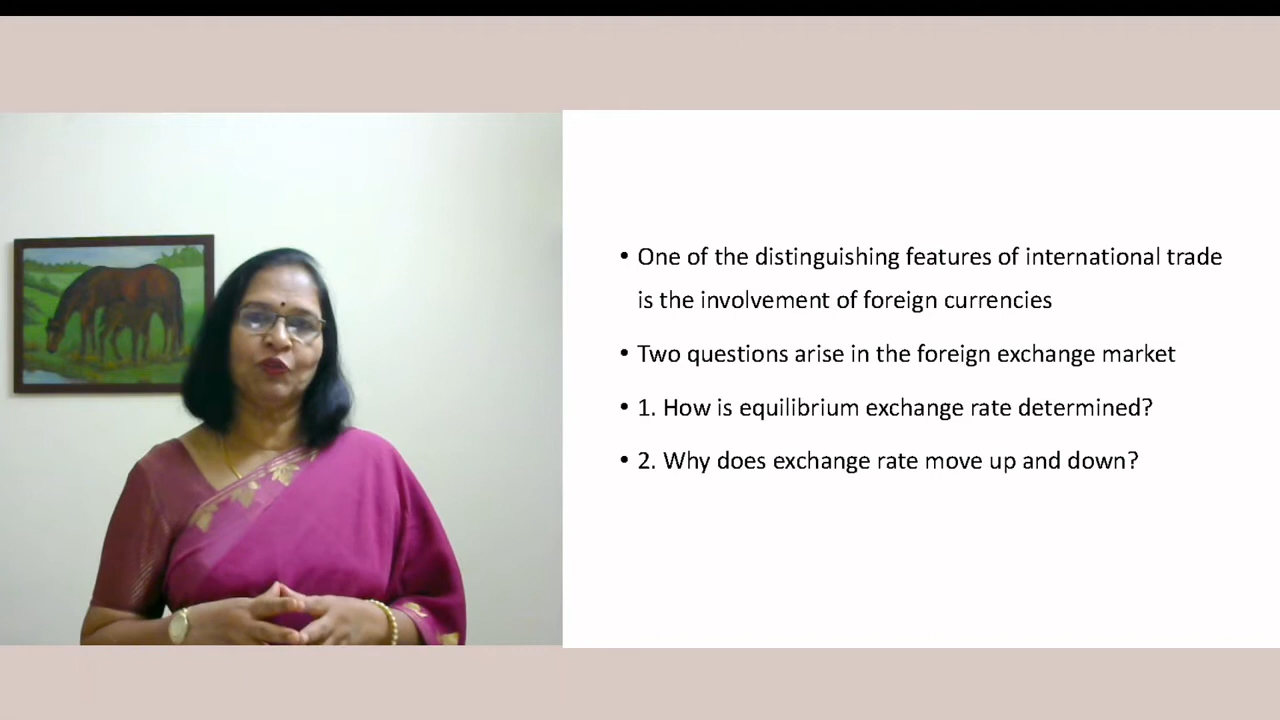 • One of the distinguishing features of international trade
is the involvement of foreign currencies
• Two questions arise in the foreign exchange market
• 1. How is equilibrium exchange rate determined?
• 2. Why does exchange rate move up and down?